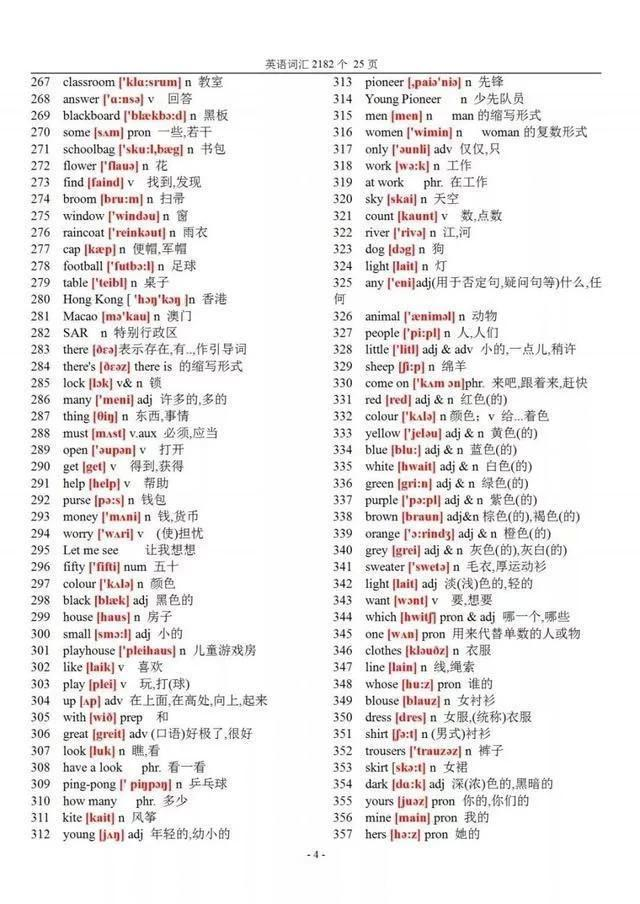 英语词汇 2182 个 25 页
267 classroom ['klɑ:srum] n 教室
268 answer ['ɑ:nsə] v 回答
269 blackboard ['blækbɔ:d] n 黑板
270 some [sʌm] pron 一些,若干
271 schoolbag ['sku:l,bæg] n 书包
272 flower ['flauə] n 花
273 find [faind] v 找到,发现
274 broom [bru:m] n 扫帚
275 window ['windəu] n 窗
276 raincoat ['reinkəut] n 雨衣
277 cap [kæp] n 便帽,军帽
278 football ['futbɔ:l] n 足球
279 table ['teibl] n 桌子
280 Hong Kong [ 'hɔŋ'kɔŋ ]n 香港
281 Macao [mə'kau] n 澳门
282 SAR n 特别行政区
283 there [ðεə]表示存在,有..,作引导词
284 there's [ðεəz] there is 的缩写形式
285 lock [lɔk] v& n 锁
286 many ['meni] adj 许多的,多的
287 thing [θiŋ] n 东西,事情
288 must [mʌst] v.aux 必须,应当
289 open ['əupən] v 打开
290 get [get] v 得到,获得
291 help [help] v 帮助
292 purse [pə:s] n 钱包
293 money ['mʌni] n 钱,货币
294 worry ['wʌri] v (使)担忧
295 Let me see 让我想想
296 fifty ['fifti] num 五十
297 colour ['kʌlə] n 颜色
298 black [blæk] adj 黑色的
299 house [haus] n 房子
300 small [smɔ:l] adj 小的
301 playhouse ['pleihaus] n 儿童游戏房
302 like [laik] v 喜欢
303 play [plei] v 玩,打(球)
304 up [ʌp] adv 在上面,在高处,向上,起来
305 with [wið] prep 和
306 great [greit] adv (口语)好极了,很好
307 look [luk] n 瞧,看
308 have a look phr. 看一看
309 ping-pong [' piŋpɔŋ] n 乒乓球
310 how many phr. 多少
311 kite [kait] n 风筝
312 young [jʌŋ] adj 年轻的,幼小的
313 pioneer [,paiə'niə] n 先锋
314 Young Pioneer n 少先队员
315 men [men] n man 的缩写形式
316 women ['wimin] n woman 的复数形式
317 only ['əunli] adv 仅仅,只
318 work [wə:k] n 工作
319 at work phr. 在工作
320 sky [skai] n 天空
321 count [kaunt] v 数,点数
322 river ['rivə] n 江,河
323 dog [dɔg] n 狗
324 light [lait] n 灯
325 any ['eni]adj(用于否定句,疑问句等)什么,任
何
326 animal ['æniməl] n 动物
327 people ['pi:pl] n 人,人们
328 little ['litl] adj & adv 小的,一点儿,稍许
329 sheep [ʃi:p] n 绵羊
330 come on ['kʌm ɔn]phr. 来吧,跟着来,赶快
331 red [red] adj & n 红色(的)
332 colour ['kʌlə] n 颜色；v 给...着色
333 yellow ['jeləu] adj & n 黄色(的)
334 blue [blu:] adj & n 蓝色(的)
335 white [hwait] adj & n 白色(的)
336 green [gri:n] adj & n 绿色(的)
337 purple ['pə:pl] adj & n 紫色(的)
338 brown [braun] adj&n 棕色(的),褐色(的)
339 orange ['ɔ:rindʒ] adj & n 橙色(的)
340 grey [grei] adj & n 灰色(的),灰白(的)
341 sweater ['swetə] n 毛衣,厚运动衫
342 light [lait] adj 淡(浅)色的,轻的
343 want [wɔnt] v 要,想要
344 which [hwitʃ] pron & adj 哪一个,哪些
345 one [wʌn] pron 用来代替单数的人或物
346 clothes [kləuðz] n 衣服
347 line [lain] n 线,绳索
348 whose [hu:z] pron 谁的
349 blouse [blauz] n 女衬衫
350 dress [dres] n 女服,(统称)衣服
351 shirt [ʃə:t] n (男式)衬衫
352 trousers ['trauzəz] n 裤子
353 skirt [skə:t] n 女裙
354 dark [dɑ:k] adj 深(浓)色的,黑暗的
355 yours [juəz] pron 你的,你们的
356 mine [main] pron 我的
357 hers [hə:z] pron 她的
- 4 -